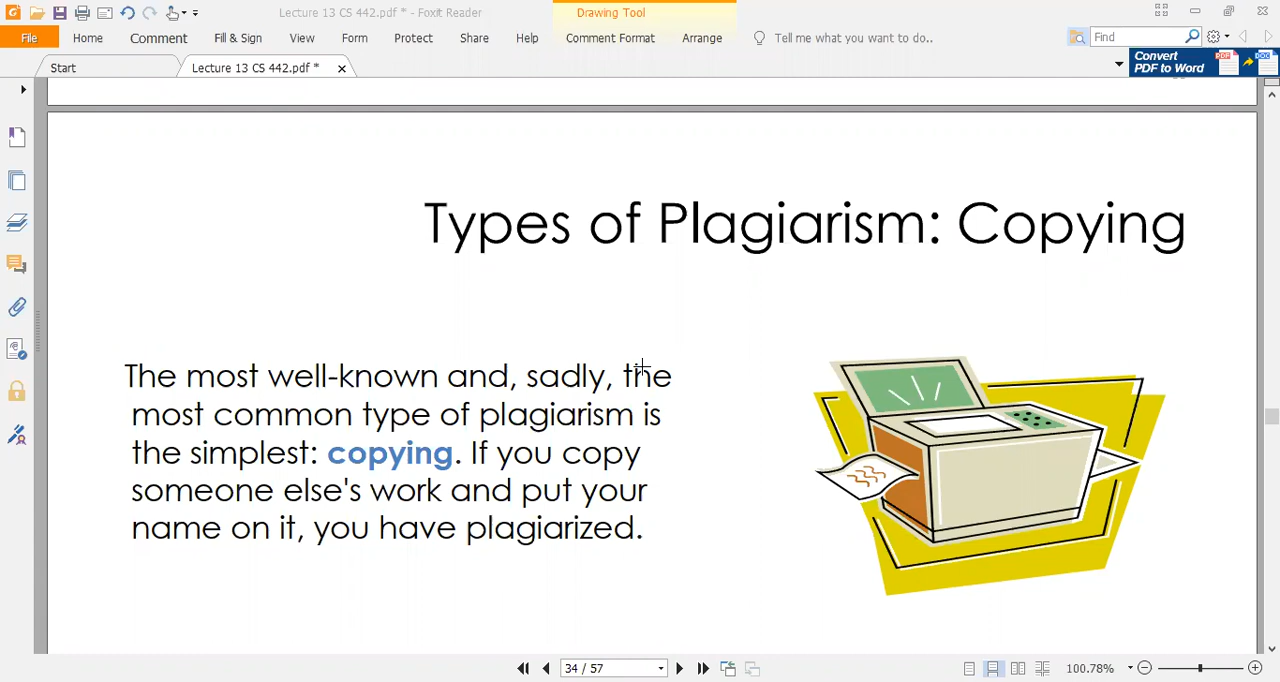 Lecture 13 CS 442.pdf * - Foxit Reader
Drawing Tool
File Home Comment Fill & Sign View Form Protect Share Help Comment Format Arrange Tell me what you want to do.. Find
Start Lecture 13 CS 442.pdf *
Convert
PDF to Word
Types of Plagiarism: Copying
The most well-known and, sadly, the
most common type of plagiarism is
the simplest: copying. If you copy
someone else's work and put your
name on it, you have plagiarized.
34 / 57 100.78%